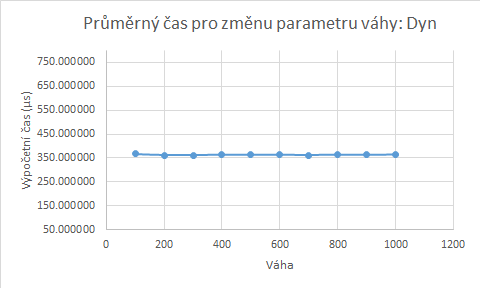 Průměrný čas pro změnu parametru váhy: Dyn
Výpočetní čas (µs)
750.000000
650.000000
550.000000
450.000000
350.000000
250.000000
150.000000
50.000000
0 200 400 600 800 1000 1200
Váha